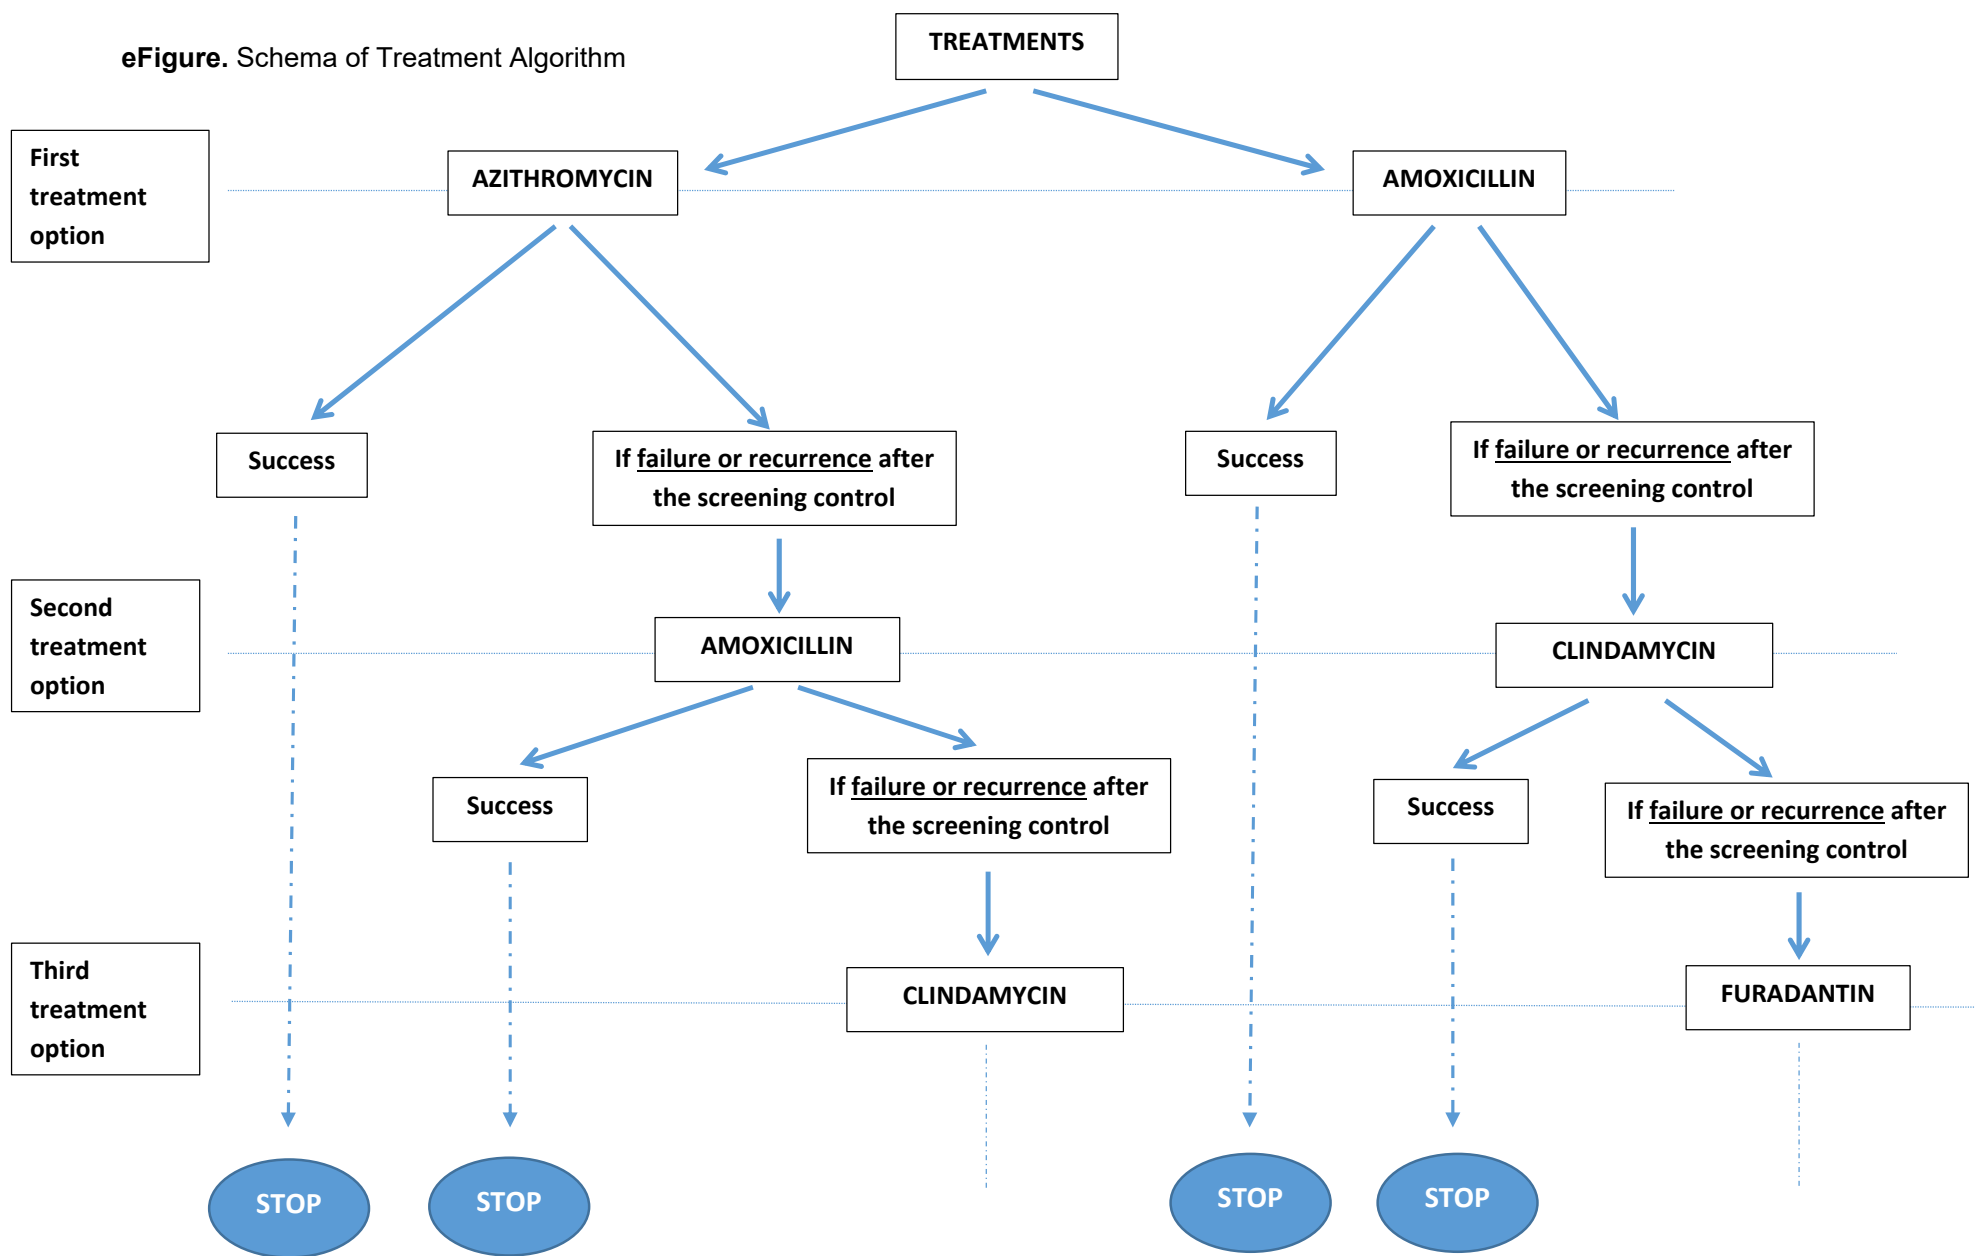 eFigure. Schema of Treatment Algorithm
TREATMENTS
First
treatment
option
AZITHROMYCIN
AMOXICILLIN
Success
If failure or recurrence after
the screening control
Success
If failure or recurrence after
the screening control
Second
treatment
option
AMOXICILLIN
CLINDAMYCIN
Success
If failure or recurrence after
the screening control
Success
If failure or recurrence after
the screening control
Third
treatment
option
CLINDAMYCIN
FURADANTIN
STOP
STOP
STOP
STOP